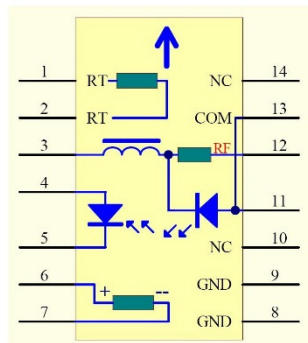 1 RT NC 14
2 RT COM 13
3 RF 12
4 11
5 NC 10
6 + -- GND 9
7 GND 8